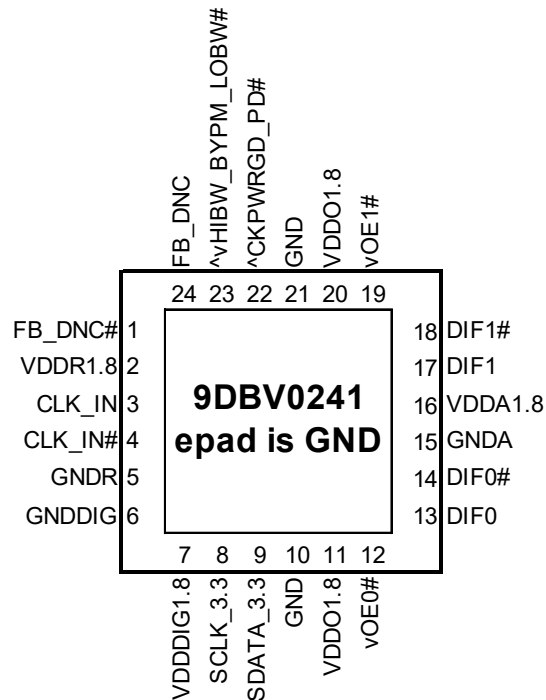 FB_DNC
^vHIBW_BYPM_LOBW#
^CKPWRGD_PD#
GND
VDDO1.8
vOE1#
24 23 22 21 20 19
FB_DNC# 1
VDDR1.8 2
CLK_IN 3
CLK_IN# 4
GNDR 5
GNDDIG 6
9DBV0241
epad is GND
18 DIF1#
17 DIF1
16 VDDA1.8
15 GNDA
14 DIF0#
13 DIF0
7 8 9 10 11 12
VDDDIG1.8
SCLK_3.3
SDATA_3.3
GND
VDDO1.8
vOE0#